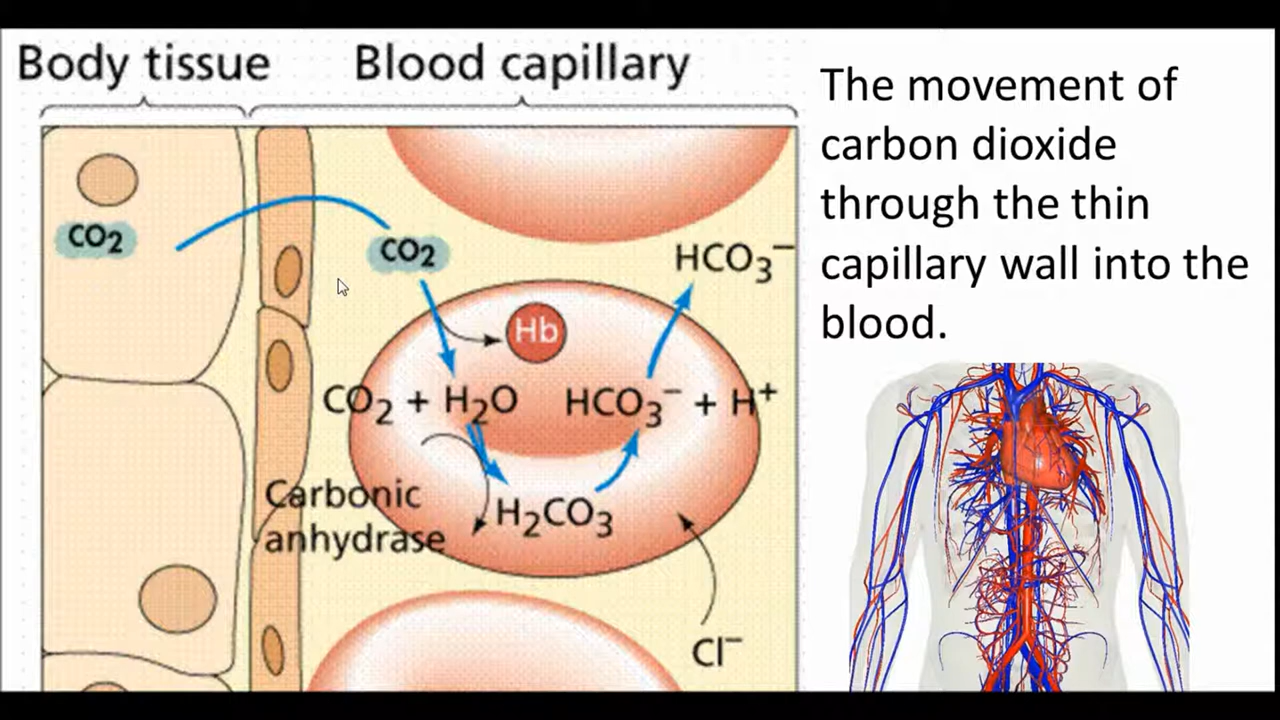 Body tissue
Blood capillary
CO₂
CO₂
HCO₃⁻
Hb
CO₂ + H₂O
HCO₃⁻ + H⁺
Carbonic
anhydrase
H₂CO₃
Cl⁻
The movement of
carbon dioxide
through the thin
capillary wall into the
blood.